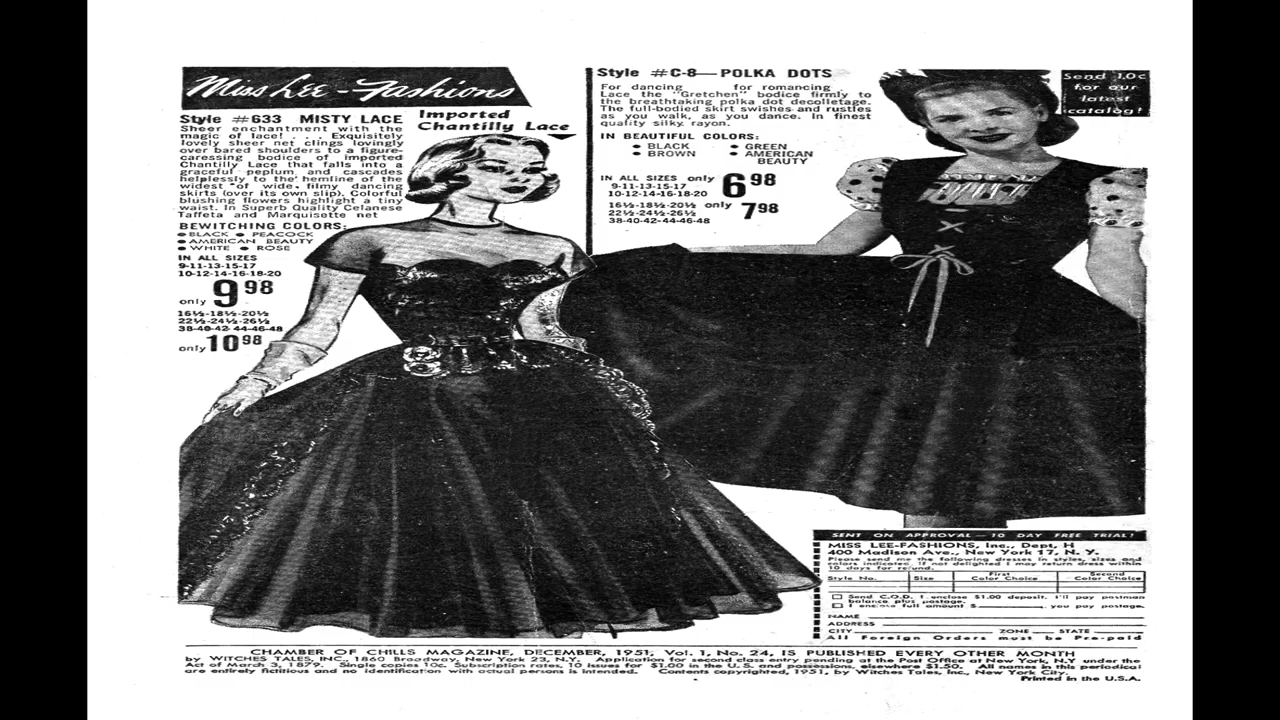 Miss Lee-Fashions
Style #633 MISTY LACE
Sheer enchantment with the
magic of lace! . . Exquisitely
lovely sheer net clings lovingly
over bared shoulders to a figure-
caressing bodice of imported
Chantilly Lace that falls into a
graceful peplum and cascades
helplessly to the hemline of the
widest of wide, filmy, dancing
skirts (over its own slip). Colorful
blushing flowers highlight a tiny
waist. In Superb Quality Celanese
Taffeta and Marquisette net
BEWITCHING COLORS:
● BLACK ● PEACOCK
● AMERICAN BEAUTY
● WHITE ● ROSE
IN ALL SIZES
9-11-13-15-17
10-12-14-16-18-20
only 9 98
16½-18½-20½
22½-24½-26½
38-40-42-44-46-48
only 10 98
Imported
Chantilly Lace
Style #C-8—POLKA DOTS
For dancing for romancing
Lace the "Gretchen" bodice firmly to
the breathtaking polka dot decolletage.
The full-bodied skirt swishes and rustles
as you walk, as you dance. In finest
quality silky rayon.
IN BEAUTIFUL COLORS:
● BLACK ● GREEN
● BROWN ● AMERICAN
BEAUTY
IN ALL SIZES only 6 98
9-11-13-15-17
10-12-14-16-18-20
16½-18½-20½ only 7 98
22½-24½-26½
38-40-42-44-46-48
Send 10c
for our
latest
catalog!
SENT ON APPROVAL—10 DAY FREE TRIAL!
MISS LEE-FASHIONS, Inc., Dept. H
400 Madison Ave., New York 17, N. Y.
Please send me the following dresses in styles, sizes and
colors indicated. If not delighted I may return dress within
10 days for refund.
Style No. Size First Color Choice Second Color Choice
☐ Send C.O.D. I enclose $1.00 deposit. I'll pay postman
balance plus postage.
☐ I enclose full amount $______, you pay postage.
NAME
ADDRESS
CITY ZONE STATE
All Foreign Orders must be Pre-paid
CHAMBER OF CHILLS MAGAZINE, DECEMBER, 1951, Vol. 1, No. 24, IS PUBLISHED EVERY OTHER MONTH
by WITCHES TALES, INC., 1860 Broadway, New York 23, N.Y. Application for second class entry pending at the Post Office at New York, N.Y under the
Act of March 3, 1879. Single copies 10c. Subscription rates, 10 issues for $1.00 in the U.S. and possessions, elsewhere $1.50. All names in this periodical
are entirely fictitious and no identification with actual persons is intended. Contents copyrighted, 1951, by Witches Tales, Inc., New York City.
Printed in the U.S.A.